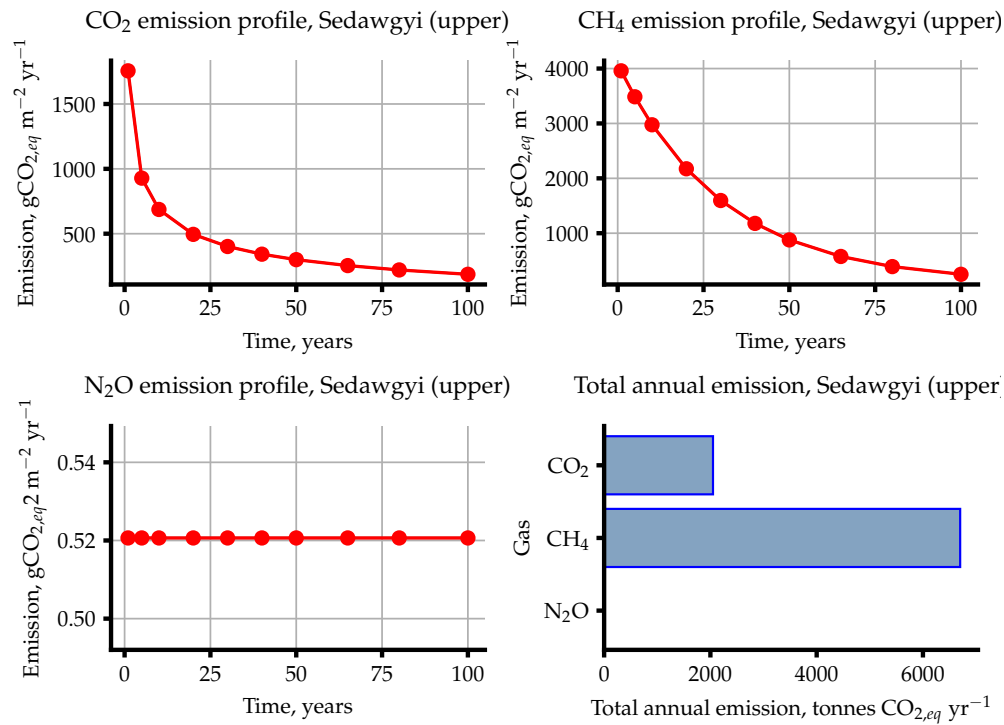 CO₂ emission profile, Sedawgyi (upper)
Emission, gCO₂,eq m⁻² yr⁻¹
1500
1000
500
0 25 50 75 100
Time, years
CH₄ emission profile, Sedawgyi (upper)
Emission, gCO₂,eq m⁻² yr⁻¹
4000
3000
2000
1000
0 25 50 75 100
Time, years
N₂O emission profile, Sedawgyi (upper)
Emission, gCO₂,eq2 m⁻² yr⁻¹
0.54
0.52
0.50
0 25 50 75 100
Time, years
Total annual emission, Sedawgyi (upper)
Gas
CO₂
CH₄
N₂O
0 2000 4000 6000
Total annual emission, tonnes CO₂,eq yr⁻¹